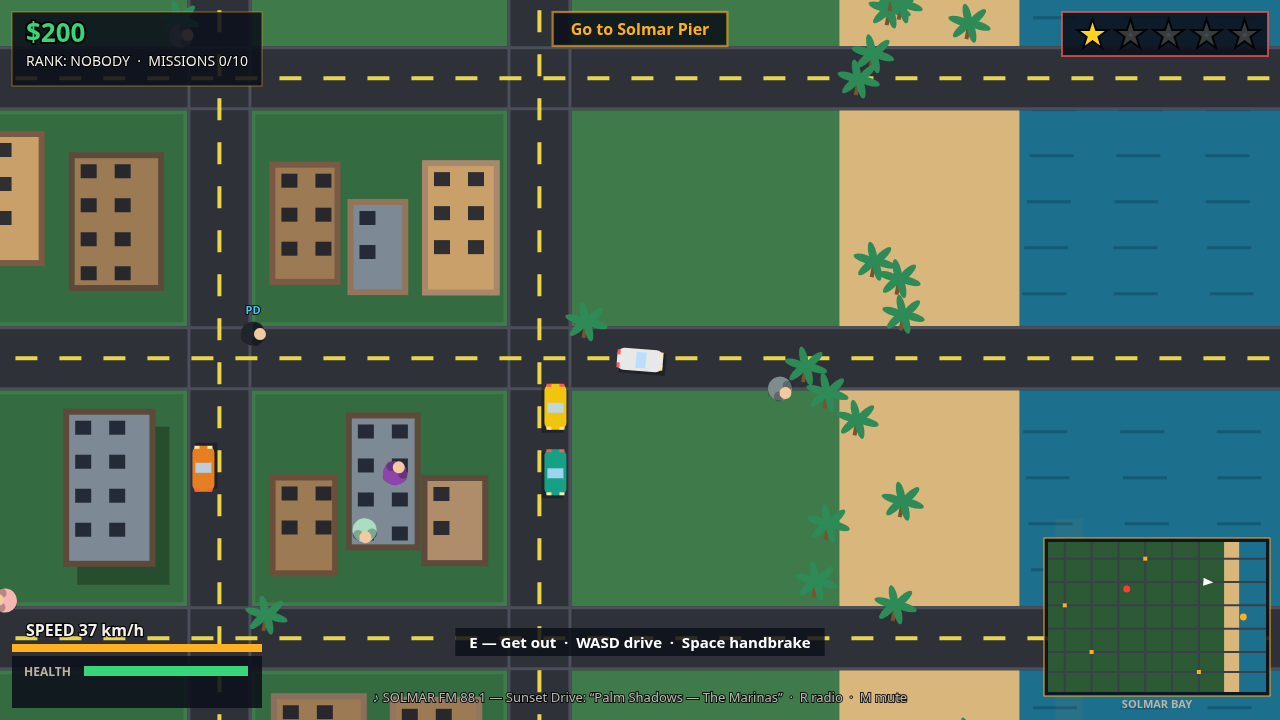 $200
RANK: NOBODY · MISSIONS 0/10
Go to Solmar Pier
PD
SPEED 37 km/h
HEALTH
E — Get out · WASD drive · Space handbrake
♪ SOLMAR FM 88.1 — Sunset Drive: “Palm Shadows — The Marinas” · R radio · M mute
SOLMAR BAY